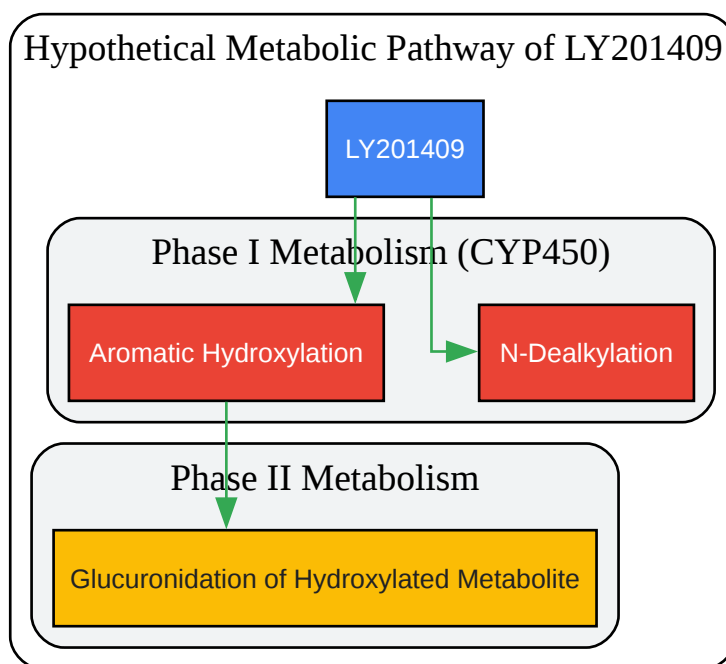 Hypothetical Metabolic Pathway of LY201409
LY201409
Phase I Metabolism (CYP450)
Aromatic Hydroxylation
N-Dealkylation
Phase II Metabolism
Glucuronidation of Hydroxylated Metabolite